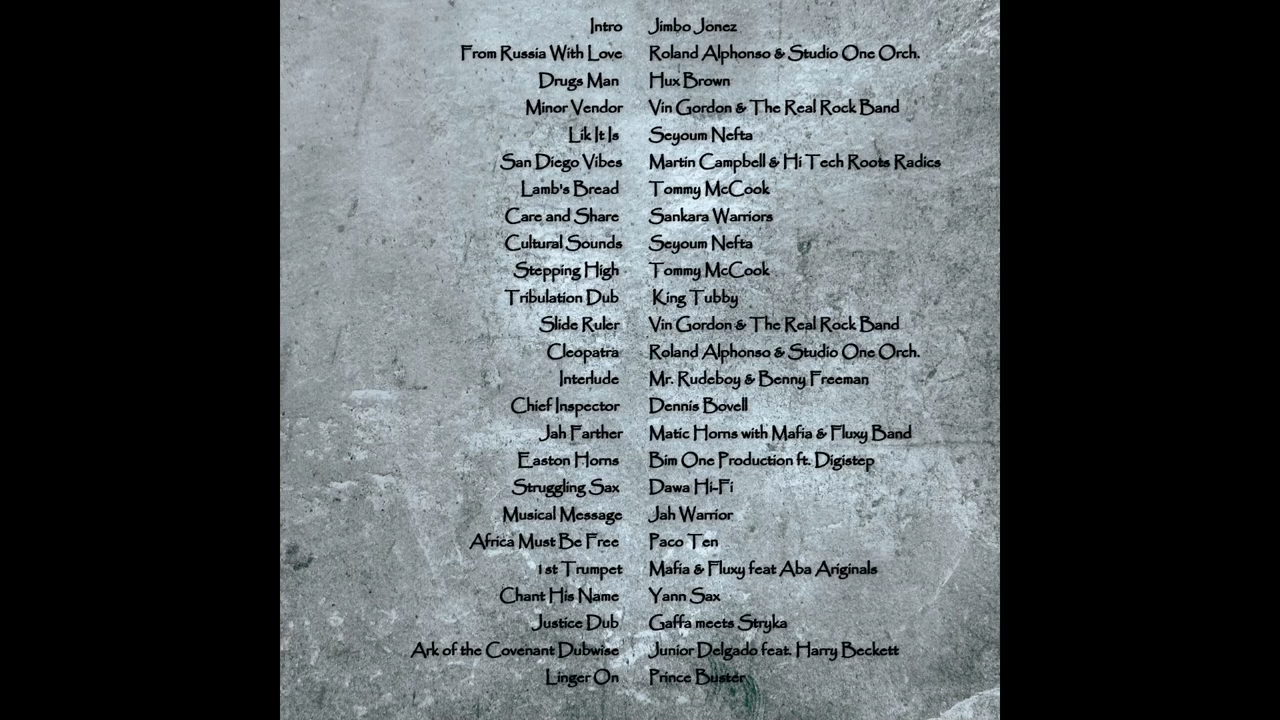 Intro Jimbo Jonez
From Russia With Love Roland Alphonso & Studio One Orch.
Drugs Man Hux Brown
Minor Vendor Vin Gordon & The Real Rock Band
Lik It Is Seyoum Nefta
San Diego Vibes Martin Campbell & Hi Tech Roots Radics
Lamb's Bread Tommy McCook
Care and Share Sankara Warriors
Cultural Sounds Seyoum Nefta
Stepping High Tommy McCook
Tribulation Dub King Tubby
Slide Ruler Vin Gordon & The Real Rock Band
Cleopatra Roland Alphonso & Studio One Orch.
Interlude Mr. Rudeboy & Benny Freeman
Chief Inspector Dennis Bovell
Jah Farther Matic Horns with Mafia & Fluxy Band
Easton Horns Bim One Production ft. Digistep
Struggling Sax Dawa Hi-Fi
Musical Message Jah Warrior
Africa Must Be Free Paco Ten
1st Trumpet Mafia & Fluxy feat Aba Ariginals
Chant His Name Yann Sax
Justice Dub Gaffa meets Stryka
Ark of the Covenant Dubwise Junior Delgado feat. Harry Beckett
Linger On Prince Buster